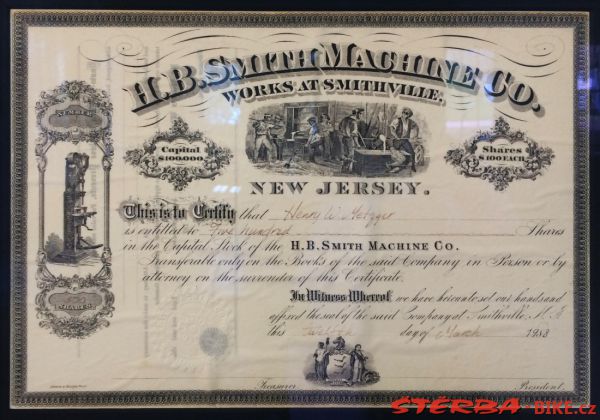 H.B. SMITH MACHINE CO.
WORKS AT SMITHVILLE.
NUMBER
Capital
$100,000
Shares
$100 EACH
NEW JERSEY.
This is to Certify that Henry W. Metzger
is entitled to Five hundred Shares
in the Capital Stock of the H.B. SMITH MACHINE CO.
Transferable only on the Books of the said Company in Person or by
attorney on the surrender of this Certificate.
In Witness Whereof, we have hereunto set our hands and
affixed the seal of the said Company at Smithville, N.J.
this Twelfth day of March 1983
SHARES
Treasurer.
President.
STERBA-BIKE.cz